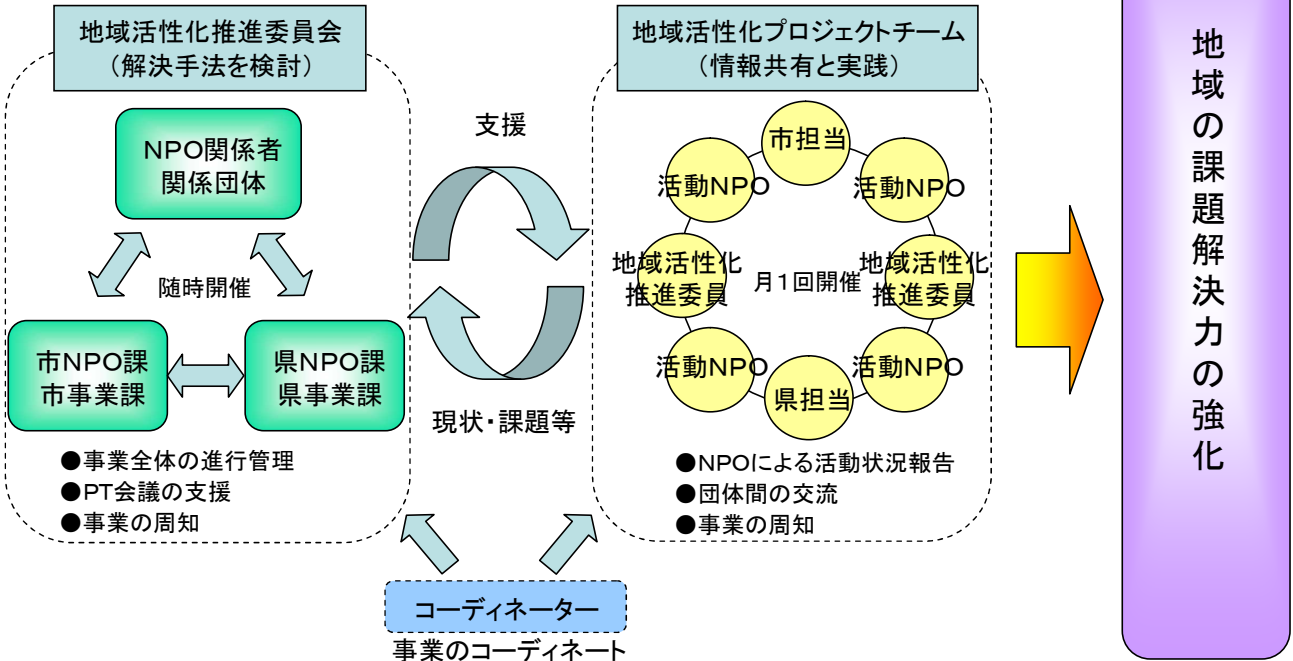 地域活性化推進委員会
（解決手法を検討）
NPO関係者
関係団体
随時開催
市NPO課
市事業課
県NPO課
県事業課
●事業全体の進行管理
●PT会議の支援
●事業の周知
支援
現状・課題等
地域活性化プロジェクトチーム
（情報共有と実践）
市担当
活動NPO
活動NPO
地域活性化
推進委員
月１回開催
地域活性化
推進委員
活動NPO
活動NPO
県担当
●NPOによる活動状況報告
●団体間の交流
●事業の周知
コーディネーター
事業のコーディネート
地域の課題解決力の強化